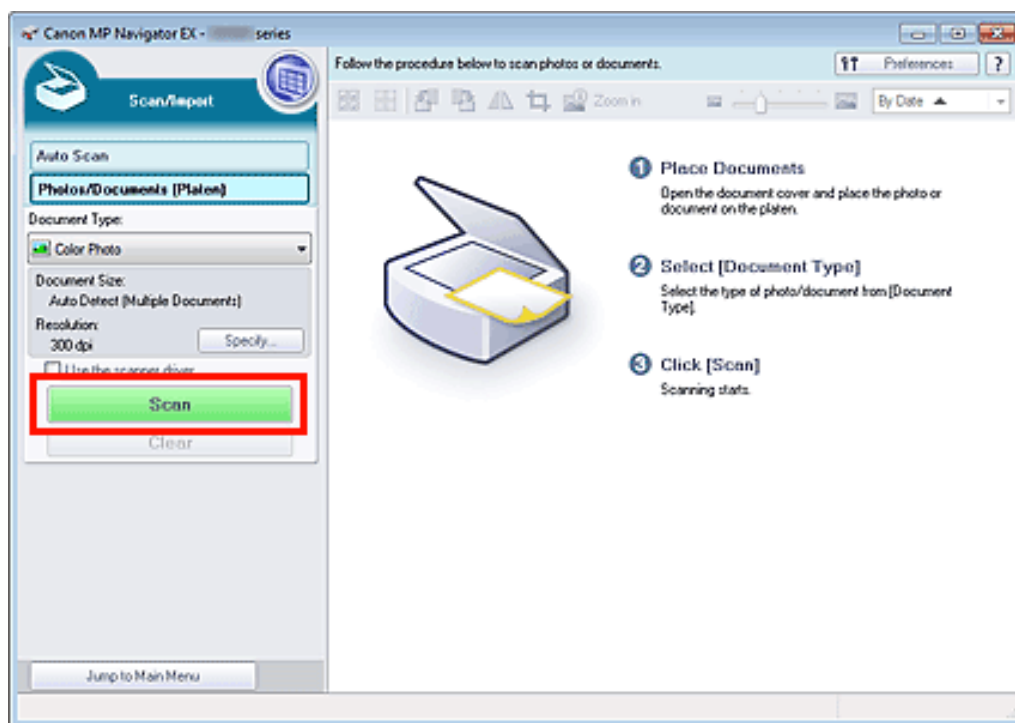 Canon MP Navigator EX - series
Scan/Import
Auto Scan
Photos/Documents (Platen)
Document Type:
Color Photo
Document Size:
Auto Detect (Multiple Documents)
Resolution:
300 dpi
Specify...
Use the scanner driver
Scan
Clear
Jump to Main Menu
Follow the procedure below to scan photos or documents.
Preferences
?
Zoom in
By Date
1 Place Documents
Open the document cover and place the photo or
document on the platen.
2 Select [Document Type]
Select the type of photo/document from [Document
Type].
3 Click [Scan]
Scanning starts.